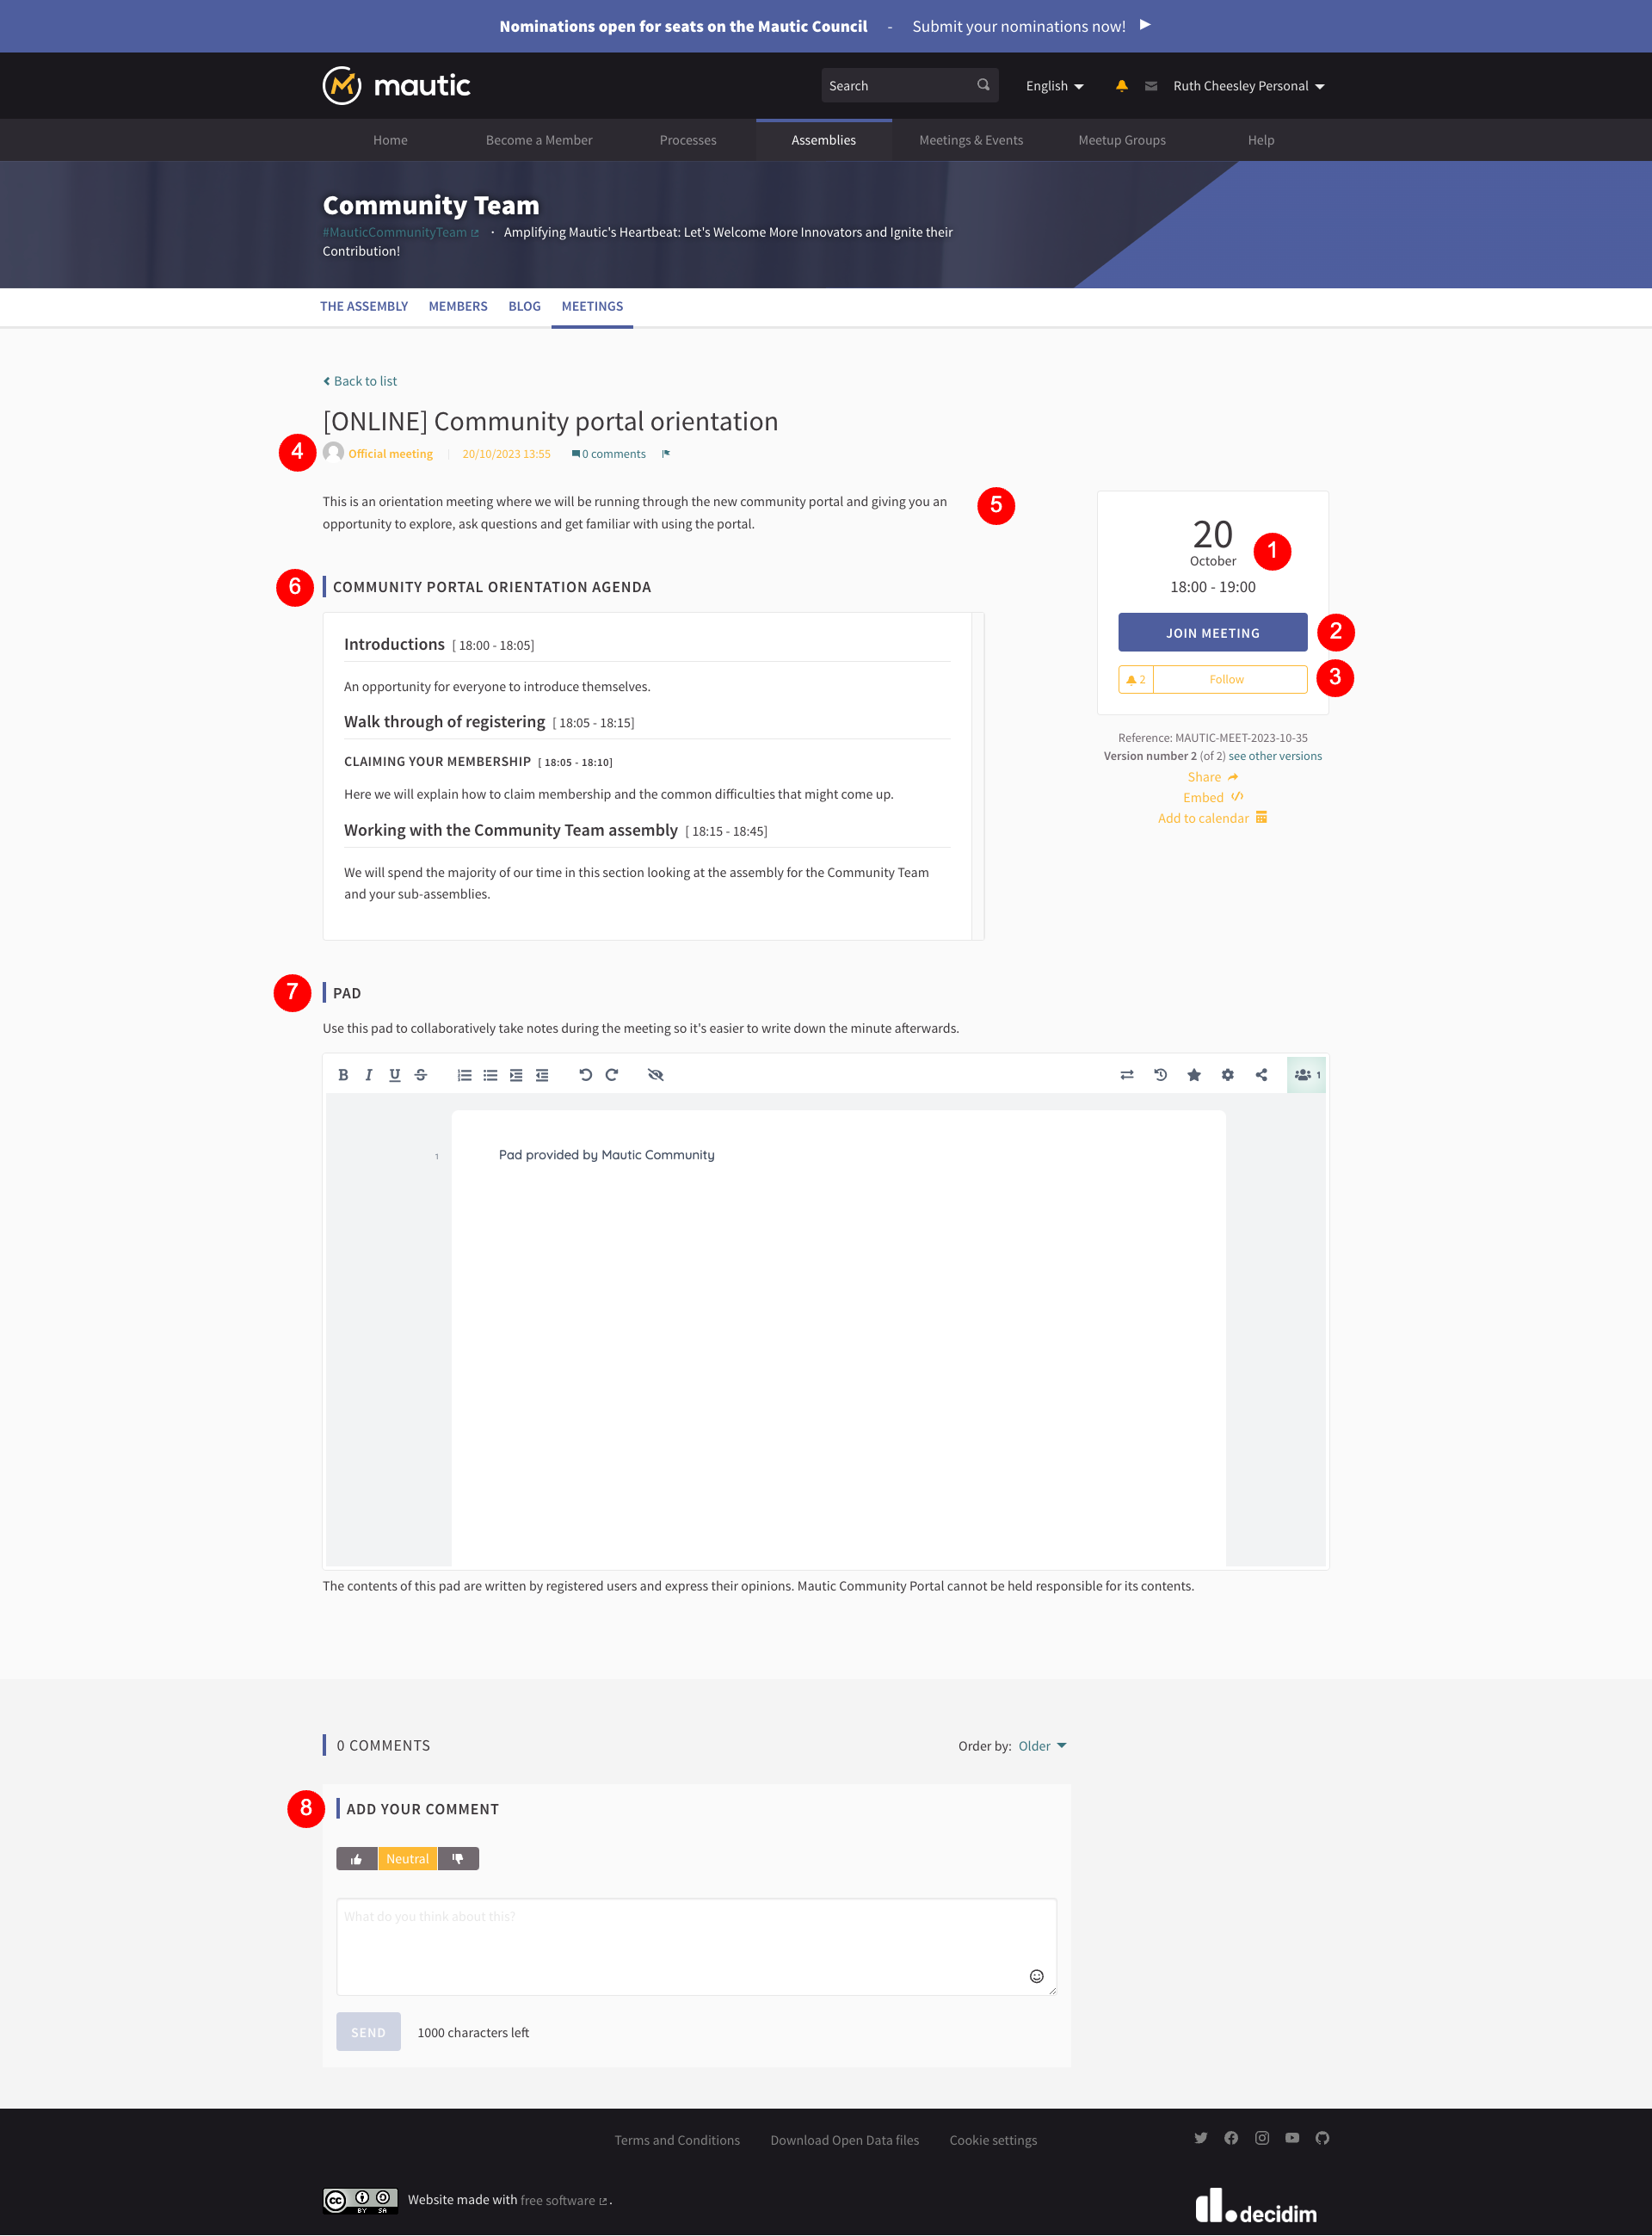 Nominations open for seats on the Mautic Council - Submit your nominations now!
mautic
Search
English
Ruth Cheesley Personal
Home
Become a Member
Processes
Assemblies
Meetings & Events
Meetup Groups
Help
Community Team
#MauticCommunityTeam · Amplifying Mautic's Heartbeat: Let's Welcome More Innovators and Ignite their
Contribution!
THE ASSEMBLY
MEMBERS
BLOG
MEETINGS
Back to list
[ONLINE] Community portal orientation
4
Official meeting
20/10/2023 13:55
0 comments
This is an orientation meeting where we will be running through the new community portal and giving you an
opportunity to explore, ask questions and get familiar with using the portal.
5
20
October
1
18:00 - 19:00
JOIN MEETING
2
2
Follow
3
Reference: MAUTIC-MEET-2023-10-35
Version number 2 (of 2) see other versions
Share
Embed
Add to calendar
6
COMMUNITY PORTAL ORIENTATION AGENDA
Introductions [ 18:00 - 18:05]
An opportunity for everyone to introduce themselves.
Walk through of registering [ 18:05 - 18:15]
CLAIMING YOUR MEMBERSHIP [ 18:05 - 18:10]
Here we will explain how to claim membership and the common difficulties that might come up.
Working with the Community Team assembly [ 18:15 - 18:45]
We will spend the majority of our time in this section looking at the assembly for the Community Team
and your sub-assemblies.
7
PAD
Use this pad to collaboratively take notes during the meeting so it's easier to write down the minute afterwards.
B I U S
1
1
Pad provided by Mautic Community
The contents of this pad are written by registered users and express their opinions. Mautic Community Portal cannot be held responsible for its contents.
0 COMMENTS
Order by: Older
8
ADD YOUR COMMENT
Neutral
What do you think about this?
SEND
1000 characters left
Terms and Conditions
Download Open Data files
Cookie settings
CC BY SA
Website made with free software .
decidim